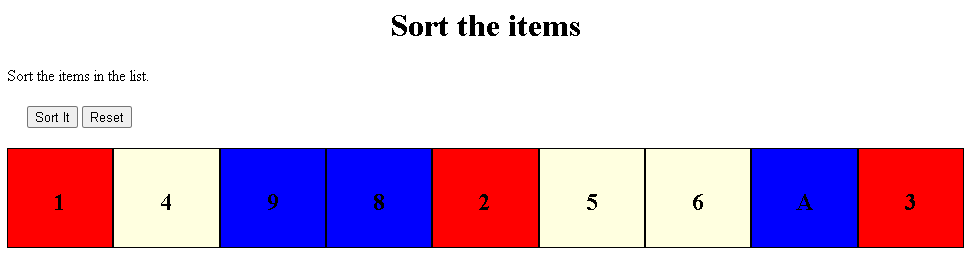 Sort the items
Sort the items in the list.
Sort It Reset
1 4 9 8 2 5 6 A 3